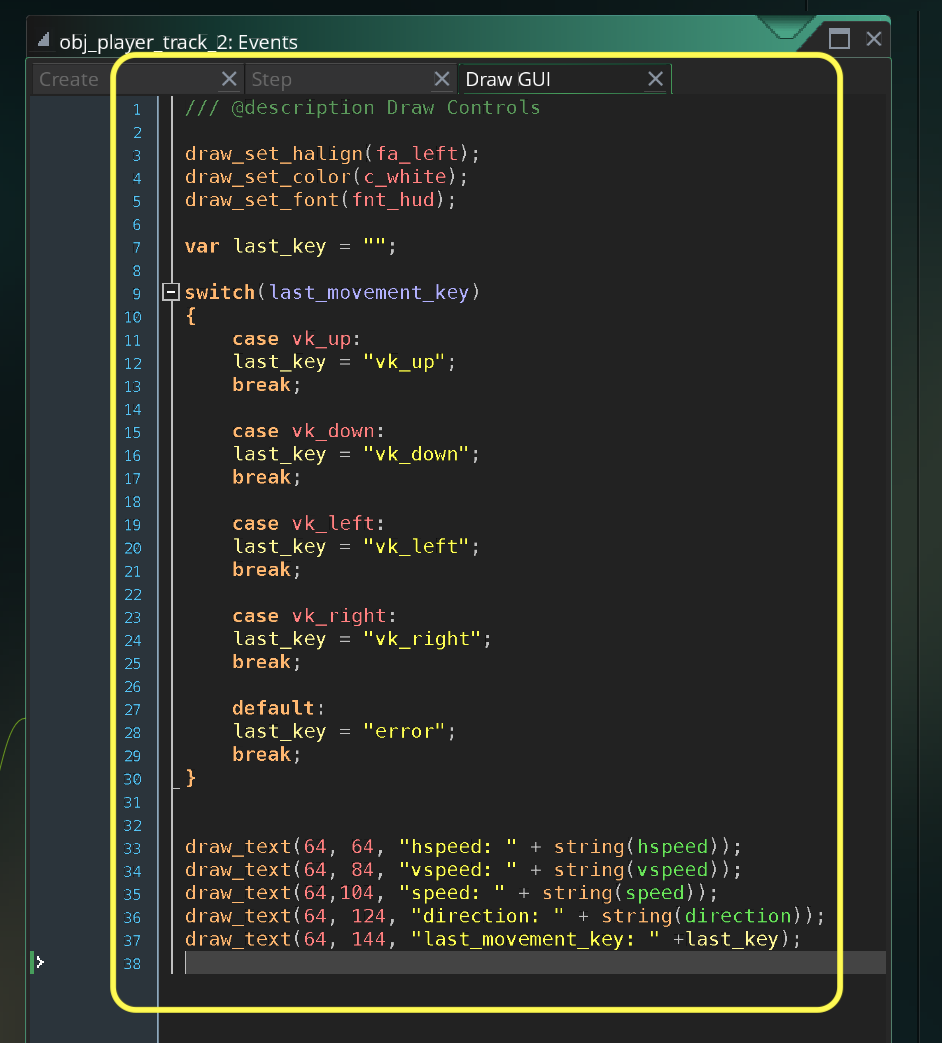 obj_player_track_2: Events
Create Step Draw GUI
1 /// @description Draw Controls
2
3 draw_set_halign(fa_left);
4 draw_set_color(c_white);
5 draw_set_font(fnt_hud);
6
7 var last_key = "";
8
9 switch(last_movement_key)
10 {
11     case vk_up:
12     last_key = "vk_up";
13     break;
14
15     case vk_down:
16     last_key = "vk_down";
17     break;
18
19     case vk_left:
20     last_key = "vk_left";
21     break;
22
23     case vk_right:
24     last_key = "vk_right";
25     break;
26
27     default:
28     last_key = "error";
29     break;
30 }
31
32
33 draw_text(64, 64, "hspeed: " + string(hspeed));
34 draw_text(64, 84, "vspeed: " + string(vspeed));
35 draw_text(64,104, "speed: " + string(speed));
36 draw_text(64, 124, "direction: " + string(direction));
37 draw_text(64, 144, "last_movement_key: " +last_key);
38